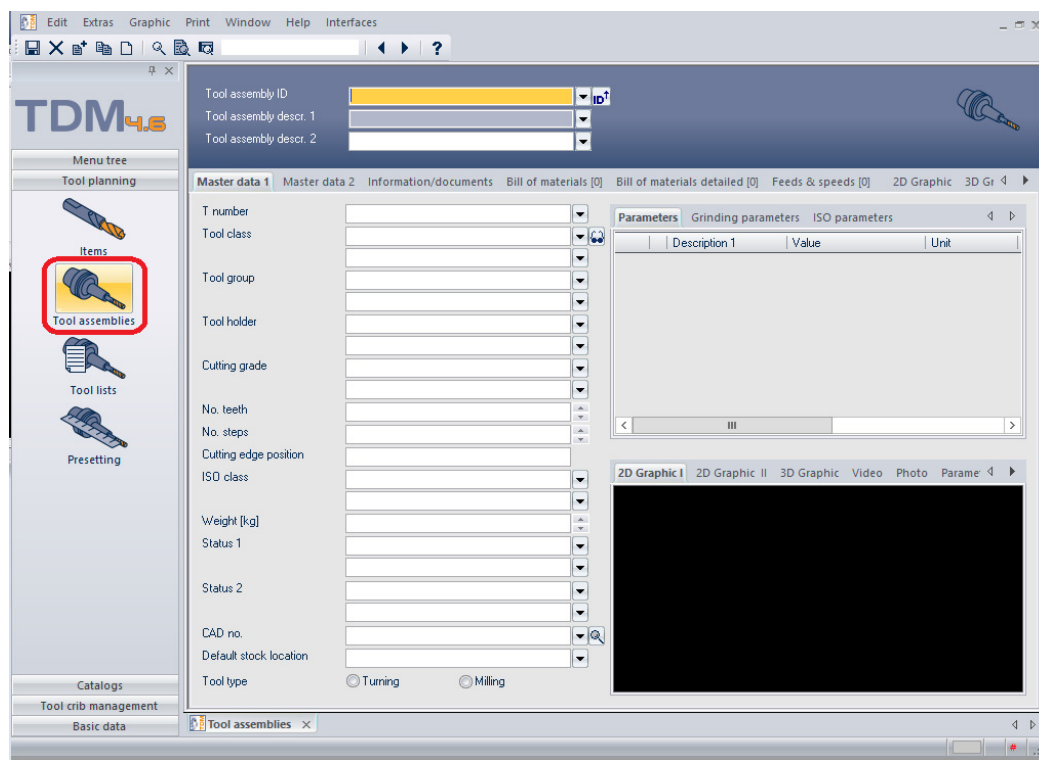 Edit Extras Graphic Print Window Help Interfaces
?
TDM4.6
Menu tree
Tool planning
Items
Tool assemblies
Tool lists
Presetting
Catalogs
Tool crib management
Basic data
Tool assembly ID
ID
Tool assembly descr. 1
Tool assembly descr. 2
Master data 1 Master data 2 Information/documents Bill of materials [0] Bill of materials detailed [0] Feeds & speeds [0] 2D Graphic 3D Gr
T number
Tool class
Tool group
Tool holder
Cutting grade
No. teeth
No. steps
Cutting edge position
ISO class
Weight [kg]
Status 1
Status 2
CAD no.
Default stock location
Tool type Turning Milling
Parameters Grinding parameters ISO parameters
Description 1 Value Unit
2D Graphic I 2D Graphic II 3D Graphic Video Photo Parame
Tool assemblies
#